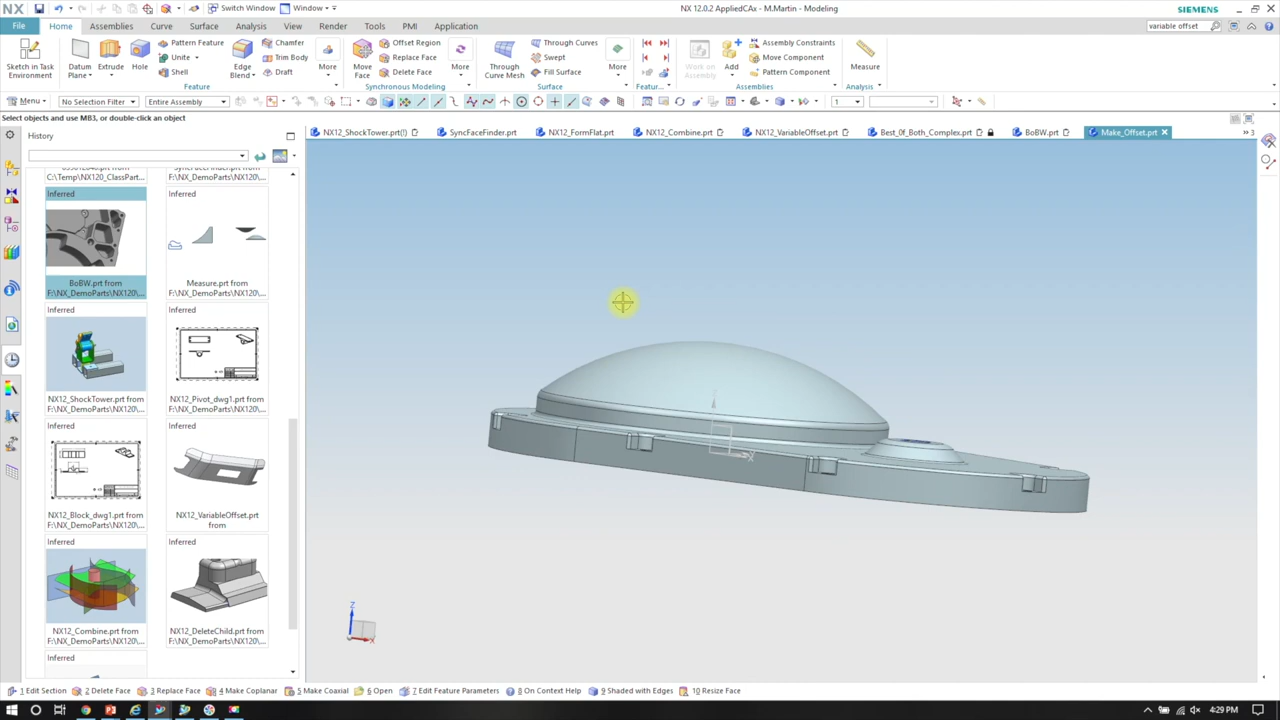 NX
Switch Window
Window
NX 12.0.2 AppliedCAx - M.Martin - Modeling
SIEMENS
File
Home
Assemblies
Curve
Surface
Analysis
View
Render
Tools
PMI
Application
variable offset
Sketch in Task
Environment
Datum
Plane
Extrude
Hole
Pattern Feature
Unite
Shell
Edge
Blend
Chamfer
Trim Body
Draft
More
Feature
Move
Face
Offset Region
Replace Face
Delete Face
More
Synchronous Modeling
Through
Curve Mesh
Through Curves
Swept
Fill Surface
More
Surface
Featur...
Work on
Assembly
Add
Assembly Constraints
Move Component
Pattern Component
Assemblies
Measure
Analysis
Menu
No Selection Filter
Entire Assembly
1
Select objects and use MB3, or double-click an object
History
NX12_ShockTower.prt(!)
SyncFaceFinder.prt
NX12_FormFlat.prt
NX12_Combine.prt
NX12_VariableOffset.prt
Best_0f_Both_Complex.prt
BoBW.prt
Make_Offset.prt
3
C:\Temp\NX120_ClassPart...
F:\NX_DemoParts\NX120\...
Inferred
Inferred
BoBW.prt from
F:\NX_DemoParts\NX120\...
Measure.prt from
F:\NX_DemoParts\NX120\...
Inferred
Inferred
NX12_ShockTower.prt from
F:\NX_DemoParts\NX120\...
NX12_Pivot_dwg1.prt from
F:\NX_DemoParts\NX120\...
Inferred
Inferred
NX12_Block_dwg1.prt from
F:\NX_DemoParts\NX120\...
NX12_VariableOffset.prt
from
Inferred
Inferred
NX12_Combine.prt from
F:\NX_DemoParts\NX120\...
NX12_DeleteChild.prt from
F:\NX_DemoParts\NX120\...
Inferred
Z
X
1 Edit Section
2 Delete Face
3 Replace Face
4 Make Coplanar
5 Make Coaxial
6 Open
7 Edit Feature Parameters
8 On Context Help
9 Shaded with Edges
10 Resize Face
4:29 PM